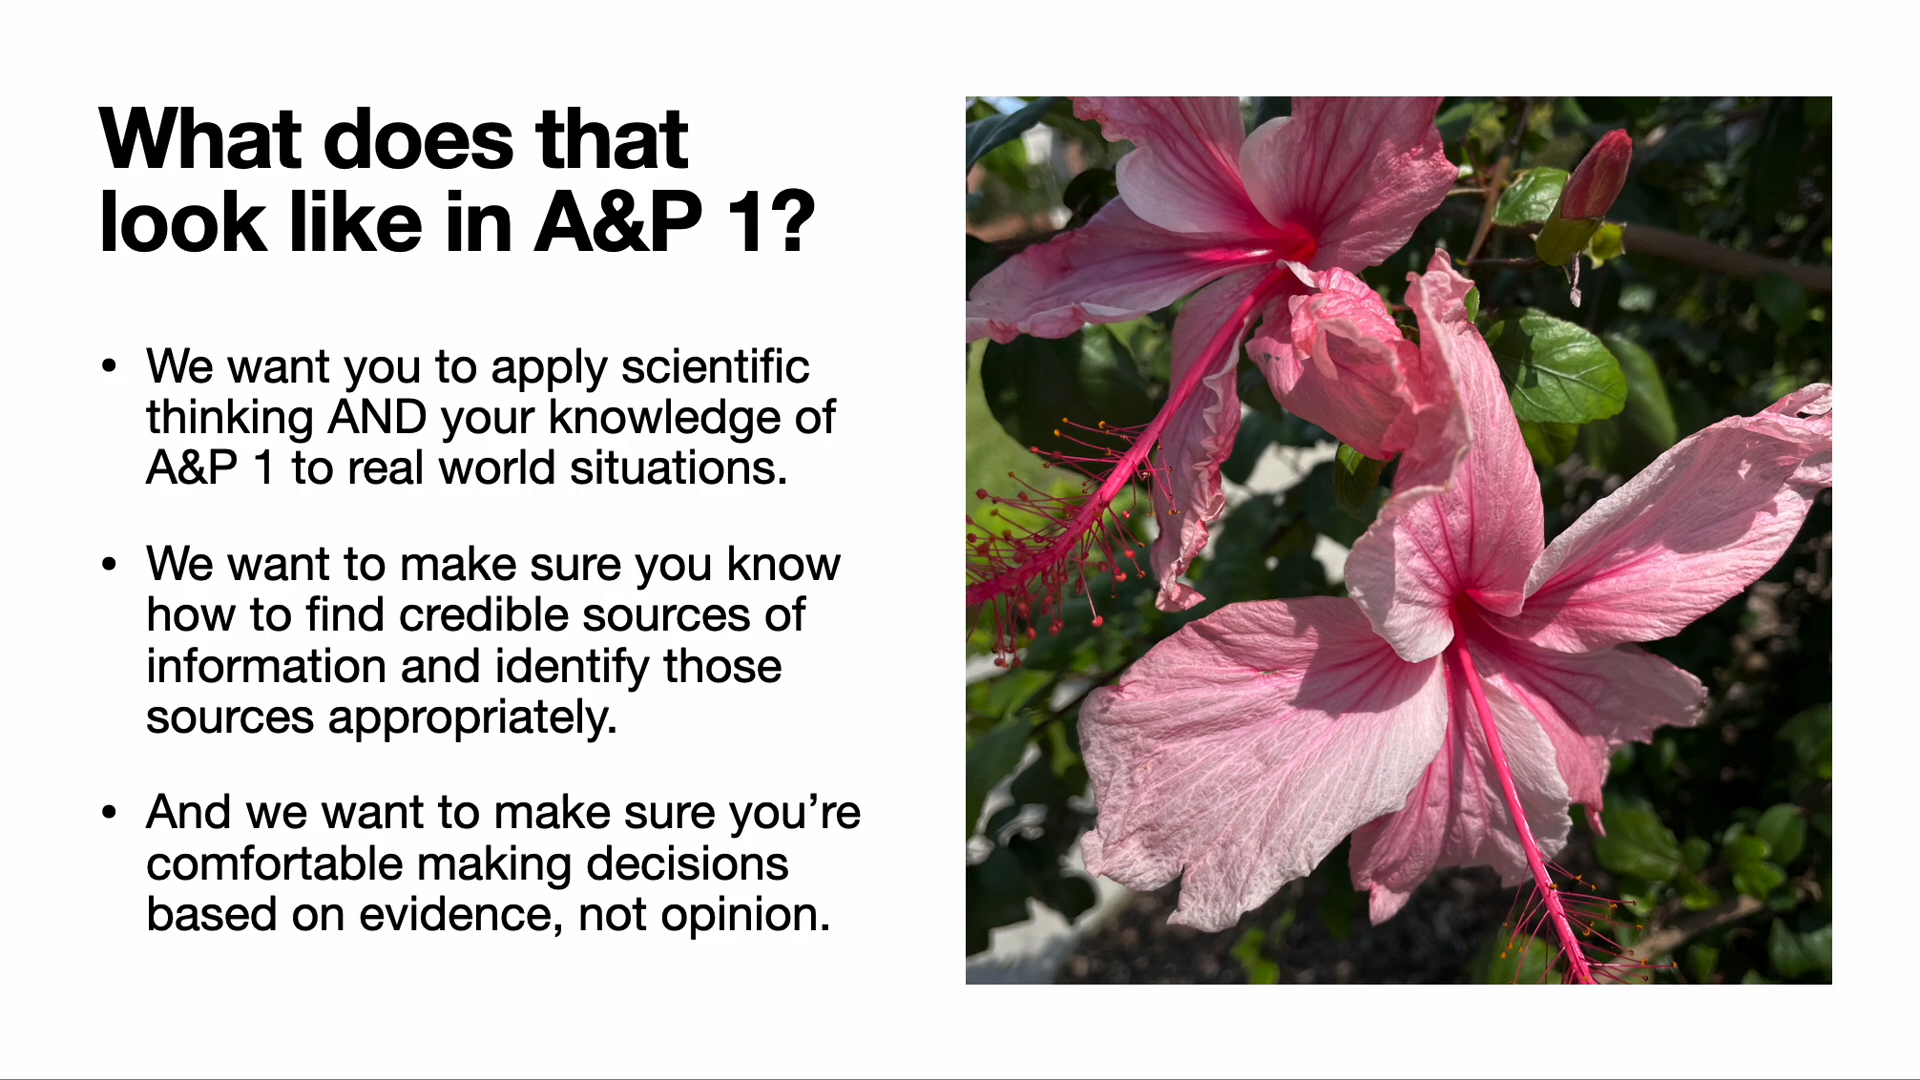 What does that
look like in A&P 1?
• We want you to apply scientific
thinking AND your knowledge of
A&P 1 to real world situations.
• We want to make sure you know
how to find credible sources of
information and identify those
sources appropriately.
• And we want to make sure you’re
comfortable making decisions
based on evidence, not opinion.